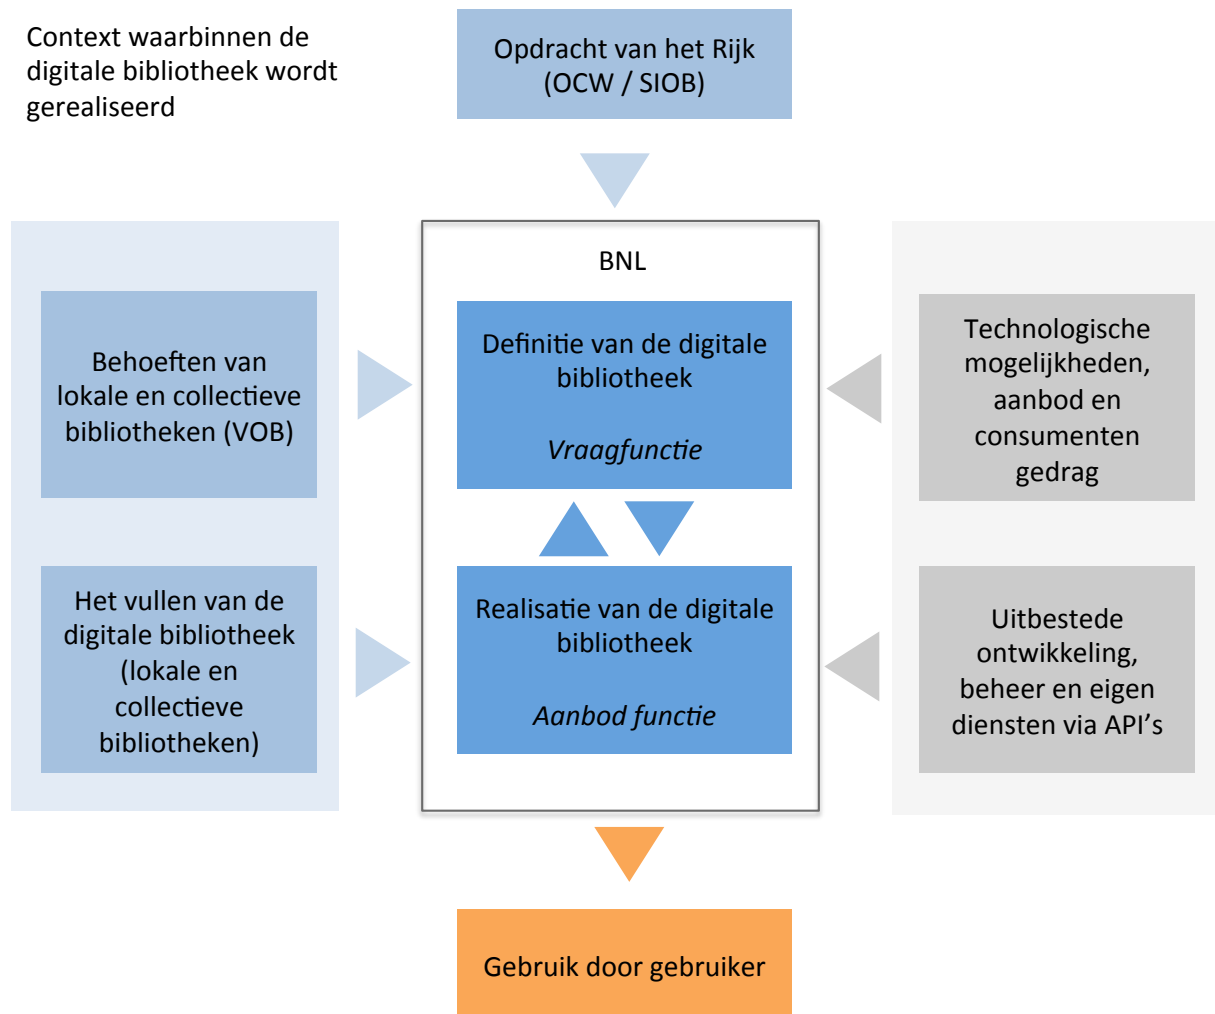 Context waarbinnen de
digitale bibliotheek wordt
gerealiseerd
Opdracht van het Rijk
(OCW / SIOB)
BNL
Behoeften van
lokale en collectieve
bibliotheken (VOB)
Definitie van de digitale
bibliotheek
Vraagfunctie
Technologische
mogelijkheden,
aanbod en
consumenten
gedrag
Het vullen van de
digitale bibliotheek
(lokale en
collectieve
bibliotheken)
Realisatie van de digitale
bibliotheek
Aanbod functie
Uitbestede
ontwikkeling,
beheer en eigen
diensten via API’s
Gebruik door gebruiker